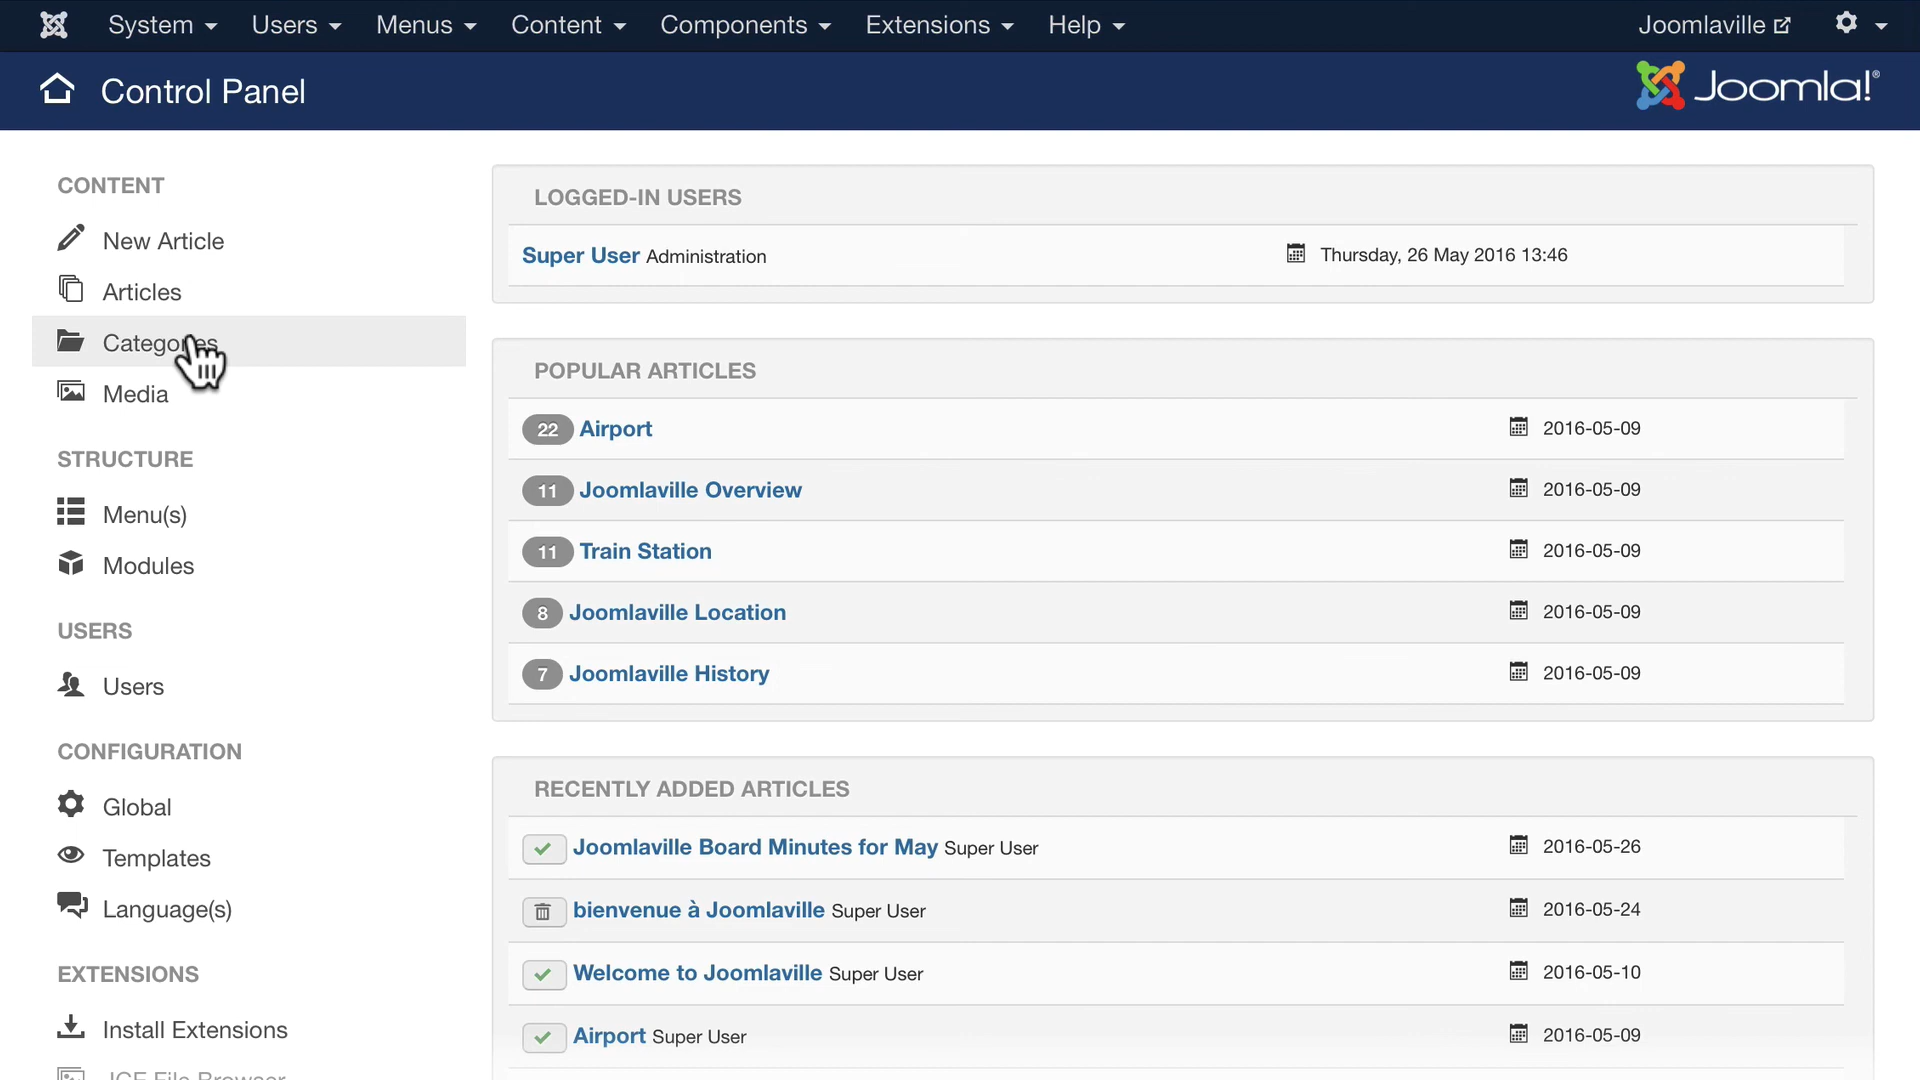 System Users Menus Content Components Extensions Help Joomlaville
Control Panel Joomla!®
CONTENT
New Article
Articles
Categories
Media
STRUCTURE
Menu(s)
Modules
USERS
Users
CONFIGURATION
Global
Templates
Language(s)
EXTENSIONS
Install Extensions
JCE File Browser
LOGGED-IN USERS
Super User Administration Thursday, 26 May 2016 13:46
POPULAR ARTICLES
22 Airport 2016-05-09
11 Joomlaville Overview 2016-05-09
11 Train Station 2016-05-09
8 Joomlaville Location 2016-05-09
7 Joomlaville History 2016-05-09
RECENTLY ADDED ARTICLES
Joomlaville Board Minutes for May Super User 2016-05-26
bienvenue à Joomlaville Super User 2016-05-24
Welcome to Joomlaville Super User 2016-05-10
Airport Super User 2016-05-09